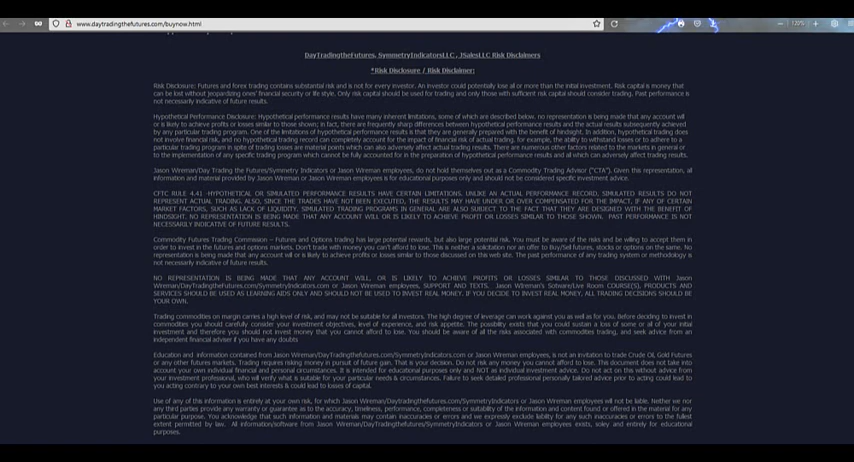 www.daytradingthefutures.com/buynow.html
120%
DayTradingtheFutures, SymmetryIndicatorsLLC, JSalesLLC Risk Disclaimers
*Risk Disclosure / Risk Disclaimer:
Risk Disclosure: Futures and forex trading contains substantial risk and is not for every investor. An investor could potentially lose all or more than the initial investment. Risk capital is money that
can be lost without jeopardizing ones' financial security or life style. Only risk capital should be used for trading and only those with sufficient risk capital should consider trading. Past performance is
not necessarily indicative of future results.
Hypothetical Performance Disclosure: Hypothetical performance results have many inherent limitations, some of which are described below. no representation is being made that any account will
or is likely to achieve profits or losses similar to those shown; in fact, there are frequently sharp differences between hypothetical performance results and the actual results subsequently achieved
by any particular trading program. One of the limitations of hypothetical performance results is that they are generally prepared with the benefit of hindsight. In addition, hypothetical trading does
not involve financial risk, and no hypothetical trading record can completely account for the impact of financial risk of actual trading. for example, the ability to withstand losses or to adhere to a
particular trading program in spite of trading losses are material points which can also adversely affect actual trading results. There are numerous other factors related to the markets in general or
to the implementation of any specific trading program which cannot be fully accounted for in the preparation of hypothetical performance results and all which can adversely affect trading results.
Jason Wireman/Day Trading the Futures/Symmetry Indicators or Jason Wireman employees, do not hold themselves out as a Commodity Trading Advisor ("CTA"). Given this representation, all
information and material provided by Jason Wireman or Jason Wireman employees is for educational purposes only and should not be considered specific investment advice.
CFTC RULE 4.41 -HYPOTHETICAL OR SIMULATED PERFORMANCE RESULTS HAVE CERTAIN LIMITATIONS. UNLIKE AN ACTUAL PERFORMANCE RECORD, SIMULATED RESULTS DO NOT
REPRESENT ACTUAL TRADING. ALSO, SINCE THE TRADES HAVE NOT BEEN EXECUTED, THE RESULTS MAY HAVE UNDER OR OVER COMPENSATED FOR THE IMPACT, IF ANY, OF CERTAIN
MARKET FACTORS, SUCH AS LACK OF LIQUIDITY. SIMULATED TRADING PROGRAMS IN GENERAL ARE ALSO SUBJECT TO THE FACT THAT THEY ARE DESIGNED WITH THE BENEFIT OF
HINDSIGHT. NO REPRESENTATION IS BEING MADE THAT ANY ACCOUNT WILL OR IS LIKELY TO ACHIEVE PROFIT OR LOSSES SIMILAR TO THOSE SHOWN. PAST PERFORMANCE IS NOT
NECESSARILY INDICATIVE OF FUTURE RESULTS.
Commodity Futures Trading Commission – Futures and Options trading has large potential rewards, but also large potential risk. You must be aware of the risks and be willing to accept them in
order to invest in the futures and options markets. Don't trade with money you can't afford to lose. This is neither a solicitation nor an offer to Buy/Sell futures, stocks or options on the same. No
representation is being made that any account will or is likely to achieve profits or losses similar to those discussed on this web site. The past performance of any trading system or methodology is
not necessarily indicative of future results.
NO REPRESENTATION IS BEING MADE THAT ANY ACCOUNT WILL, OR IS LIKELY TO ACHIEVE PROFITS OR LOSSES SIMILAR TO THOSE DISCUSSED WITH Jason
Wireman/DayTradingtheFutures.com/SymmetryIndicators.com or Jason Wireman employees, SUPPORT AND TEXTS. Jason Wireman's Sotware/Live Room COURSE(S), PRODUCTS AND
SERVICES SHOULD BE USED AS LEARNING AIDS ONLY AND SHOULD NOT BE USED TO INVEST REAL MONEY. IF YOU DECIDE TO INVEST REAL MONEY, ALL TRADING DECISIONS SHOULD BE
YOUR OWN.
Trading commodities on margin carries a high level of risk, and may not be suitable for all investors. The high degree of leverage can work against you as well as for you. Before deciding to invest in
commodities you should carefully consider your investment objectives, level of experience, and risk appetite. The possibility exists that you could sustain a loss of some or all of your initial
investment and therefore you should not invest money that you cannot afford to lose. You should be aware of all the risks associated with commodities trading, and seek advice from an
independent financial adviser if you have any doubts
Education and information contained from Jason Wireman/DayTradingthefutures.com/SymmetryIndicators.com or Jason Wireman employees, is not an invitation to trade Crude Oil, Gold Futures
or any other futures markets. Trading requires risking money in pursuit of future gain. That is your decision. Do not risk any money you cannot afford to lose. This document does not take into
account your own individual financial and personal circumstances. It is intended for educational purposes only and NOT as individual investment advice. Do not act on this without advice from
your investment professional, who will verify what is suitable for your particular needs & circumstances. Failure to seek detailed professional personally tailored advice prior to acting could lead to
you acting contrary to your own best interests & could lead to losses of capital.
Use of any of this information is entirely at your own risk, for which Jason Wireman/DayTradingthefutures.com/SymmetryIndicators or Jason Wireman employees will not be liable. Neither we nor
any third parties provide any warranty or guarantee as to the accuracy, timeliness, performance, completeness or suitability of the information and content found or offered in the material for any
particular purpose. You acknowledge that such information and materials may contain inaccuracies or errors and we expressly exclude liability for any such inaccuracies or errors to the fullest
extent permitted by law. All information/software from Jason Wireman/DayTradingthefutures/SymmetryIndicators or Jason Wireman employees exists, soley and entirely for educational
purposes.